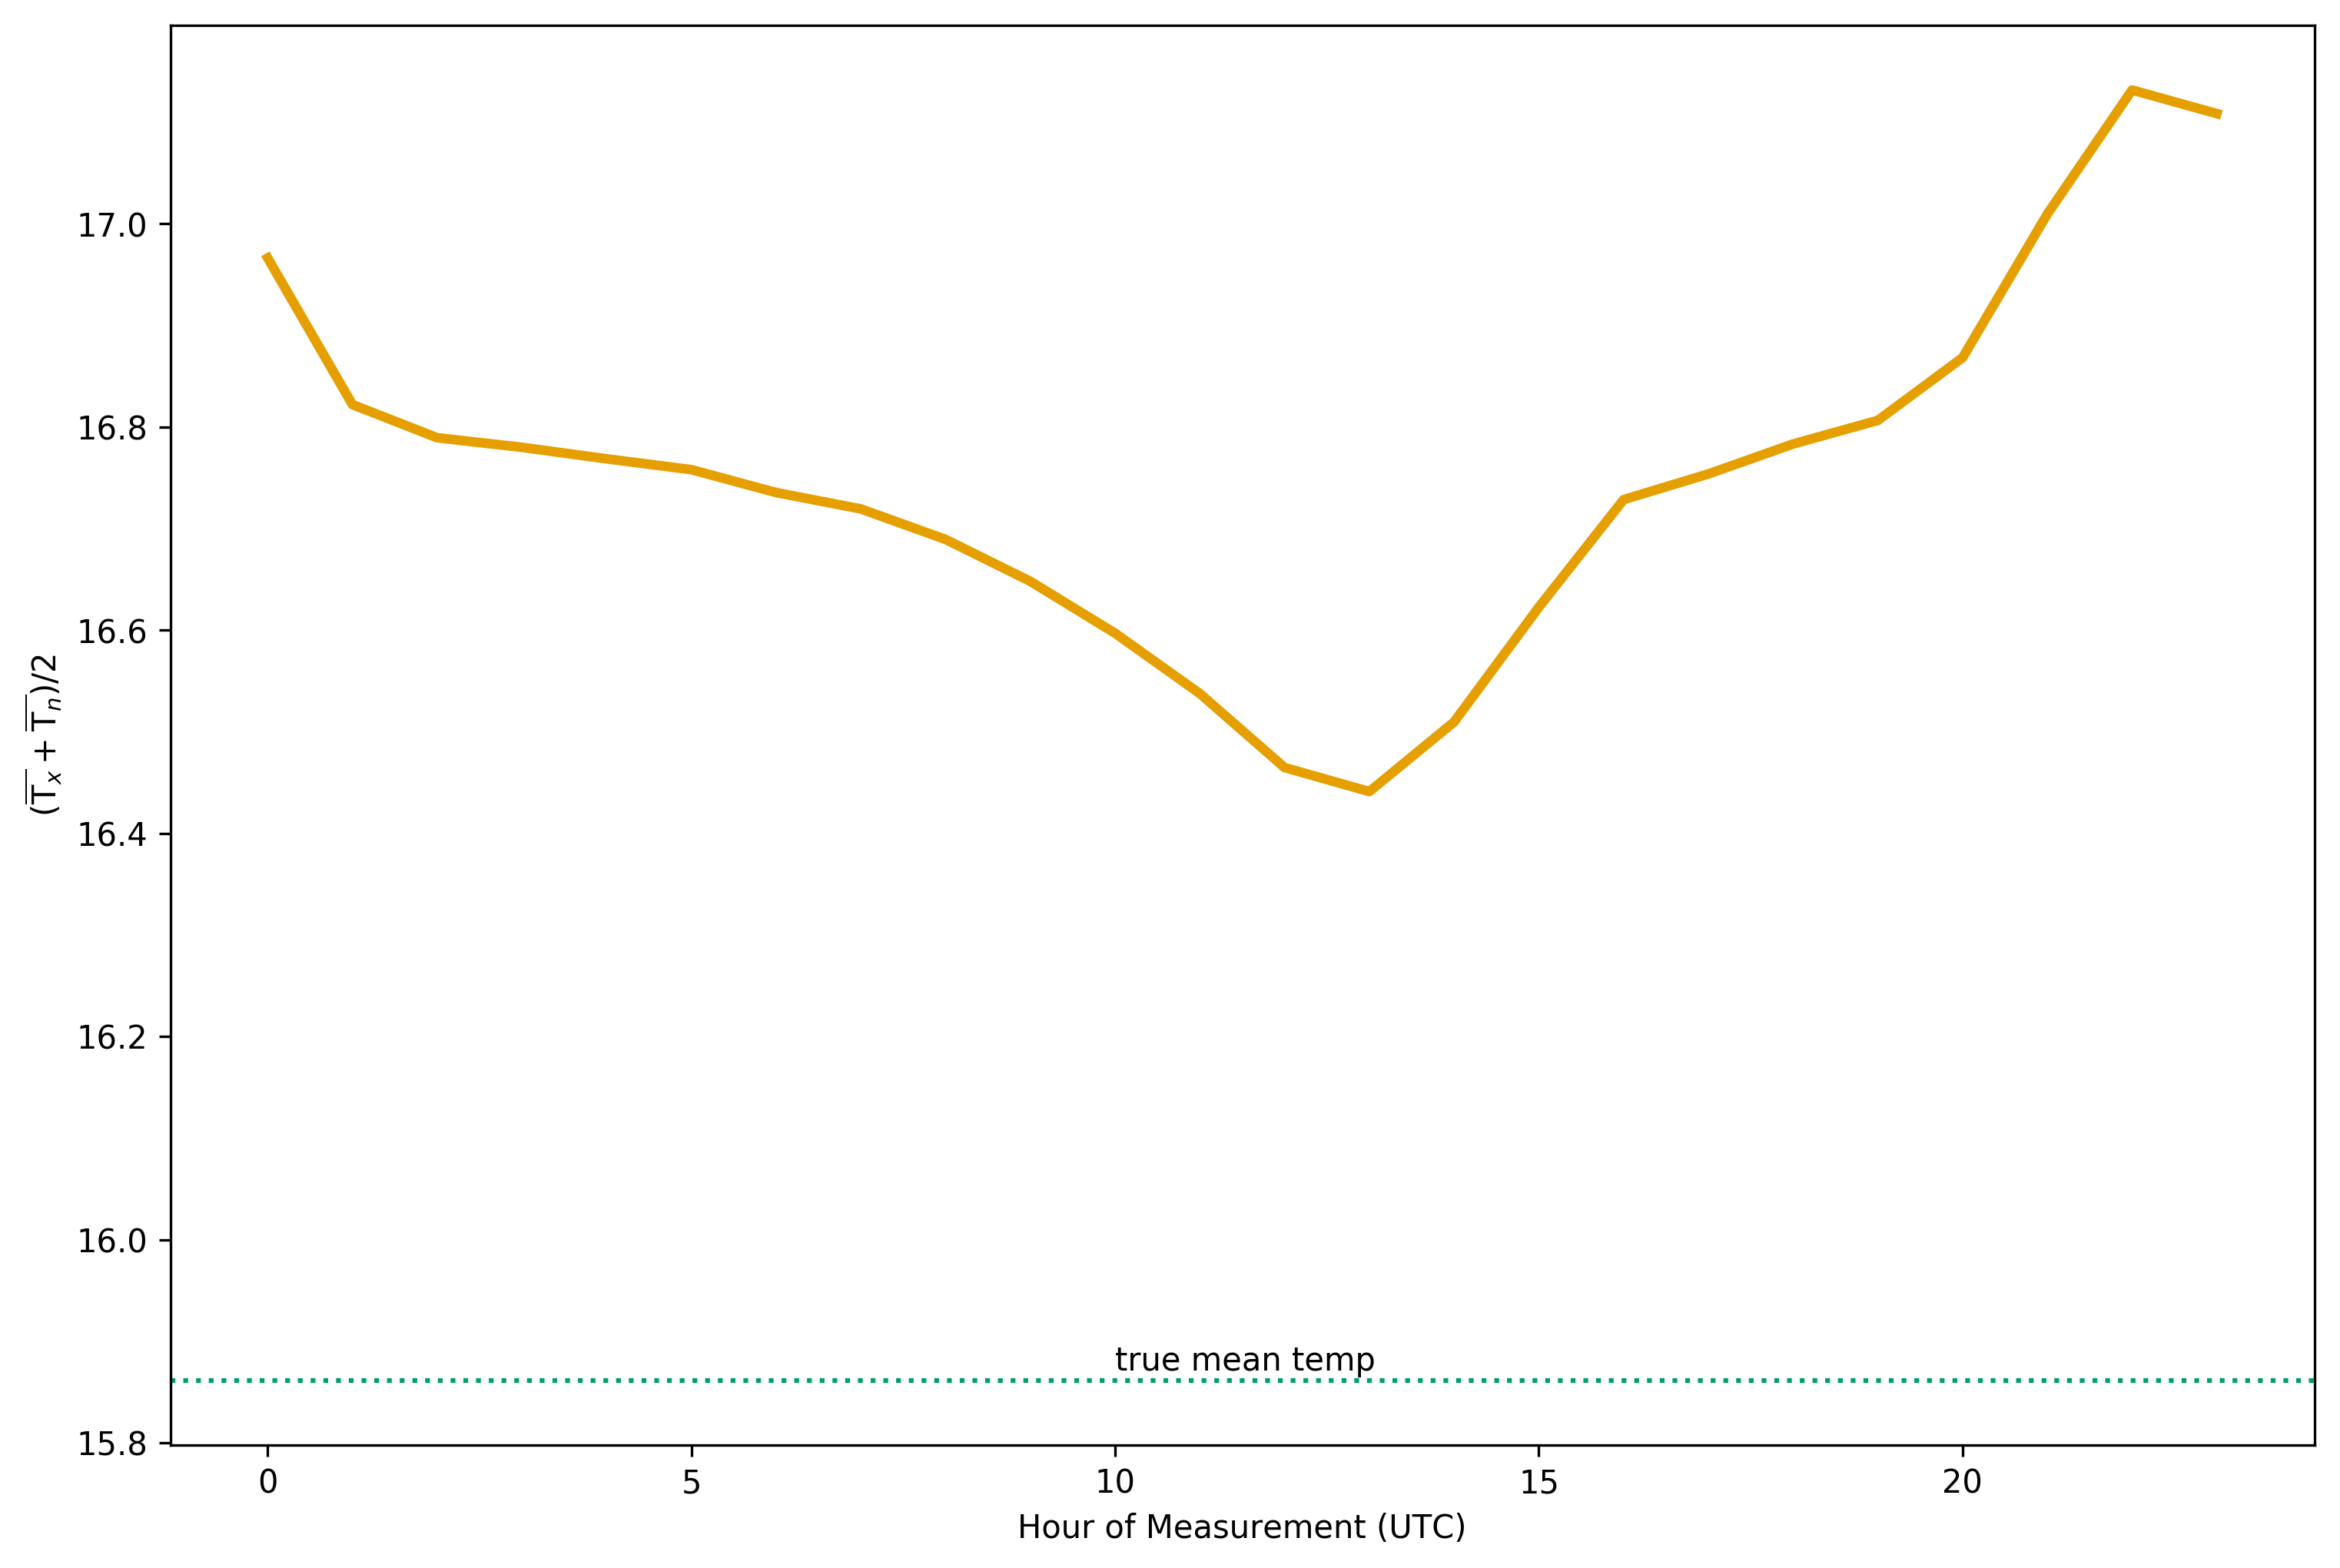 17.0
16.8
16.6
16.4
16.2
16.0
15.8
(T̅ₓ + T̅ₙ)/2
true mean temp
0 5 10 15 20
Hour of Measurement (UTC)